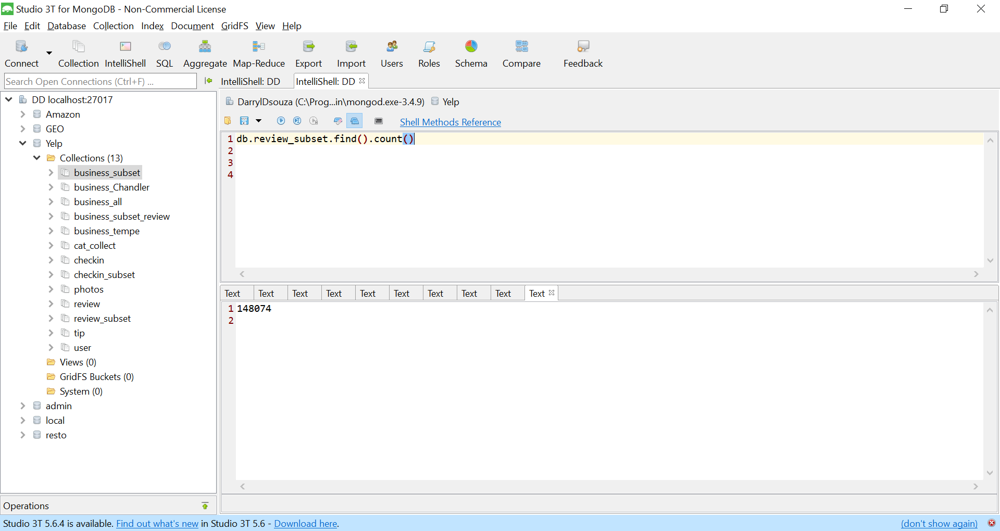 Studio 3T for MongoDB - Non-Commercial License
File Edit Database Collection Index Document GridFS View Help
Connect Collection IntelliShell SQL Aggregate Map-Reduce Export Import Users Roles Schema Compare Feedback
Search Open Connections (Ctrl+F) ...
IntelliShell: DD IntelliShell: DD
DD localhost:27017
Amazon
GEO
Yelp
Collections (13)
business_subset
business_Chandler
business_all
business_subset_review
business_tempe
cat_collect
checkin
checkin_subset
photos
review
review_subset
tip
user
Views (0)
GridFS Buckets (0)
System (0)
admin
local
resto
Operations
DarrylDsouza (C:\Prog...in\mongod.exe-3.4.9) Yelp
Shell Methods Reference
1 db.review_subset.find().count()
2
3
4
Text Text Text Text Text Text Text Text Text Text
1 148074
2
Studio 3T 5.6.4 is available. Find out what's new in Studio 3T 5.6 - Download here.
(don't show again)